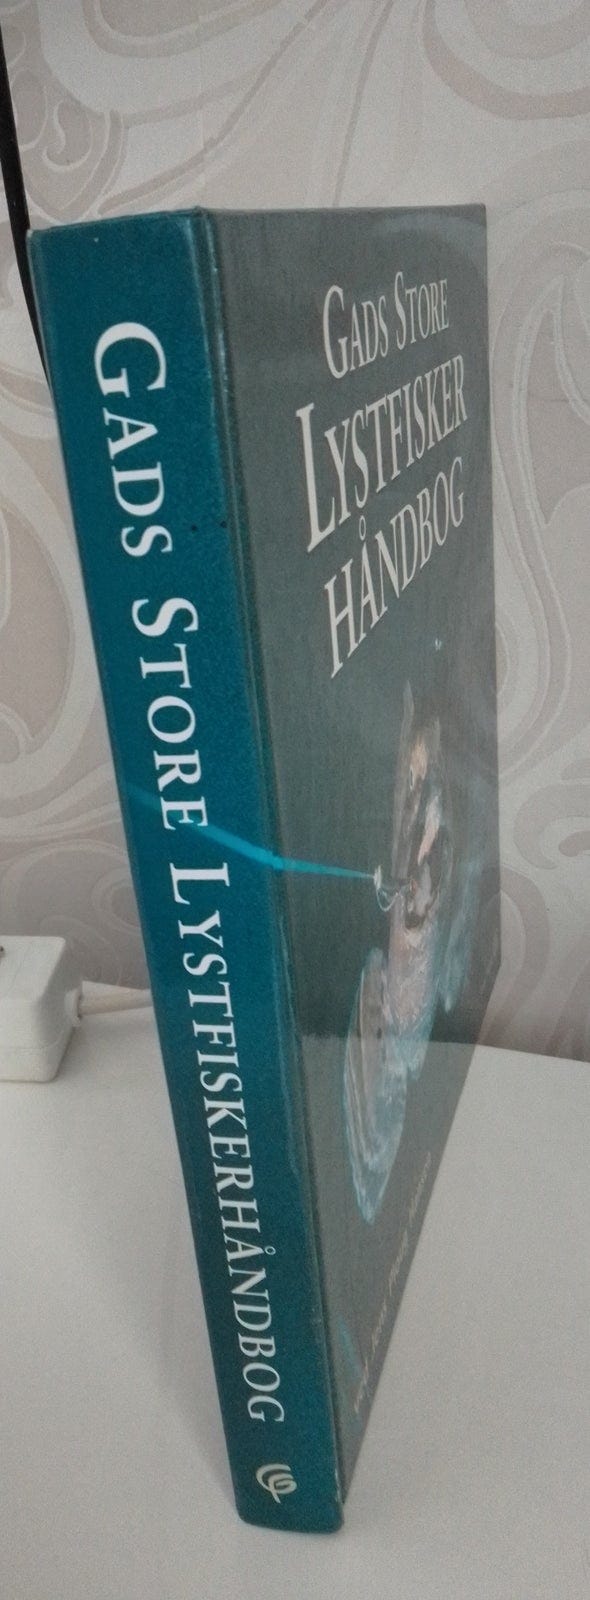 GADS STORE LYSTFISKERHÅNDBOG
GADS STORE
LYSTFISKER
HÅNDBOG